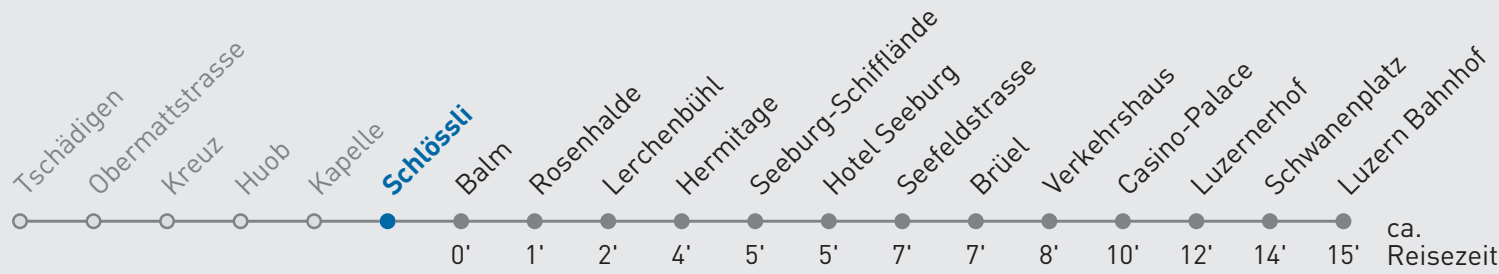 Tschädigen
Obermattstrasse
Kreuz
Huob
Kapelle
Schlössli
Balm
Rosenhalde
Lerchenbühl
Hermitage
Seeburg-Schifflände
Hotel Seeburg
Seefeldstrasse
Brüel
Verkehrshaus
Casino-Palace
Luzernerhof
Schwanenplatz
Luzern Bahnhof
0' 1' 2' 4' 5' 5' 7' 7' 8' 10' 12' 14' 15'
ca.
Reisezeit